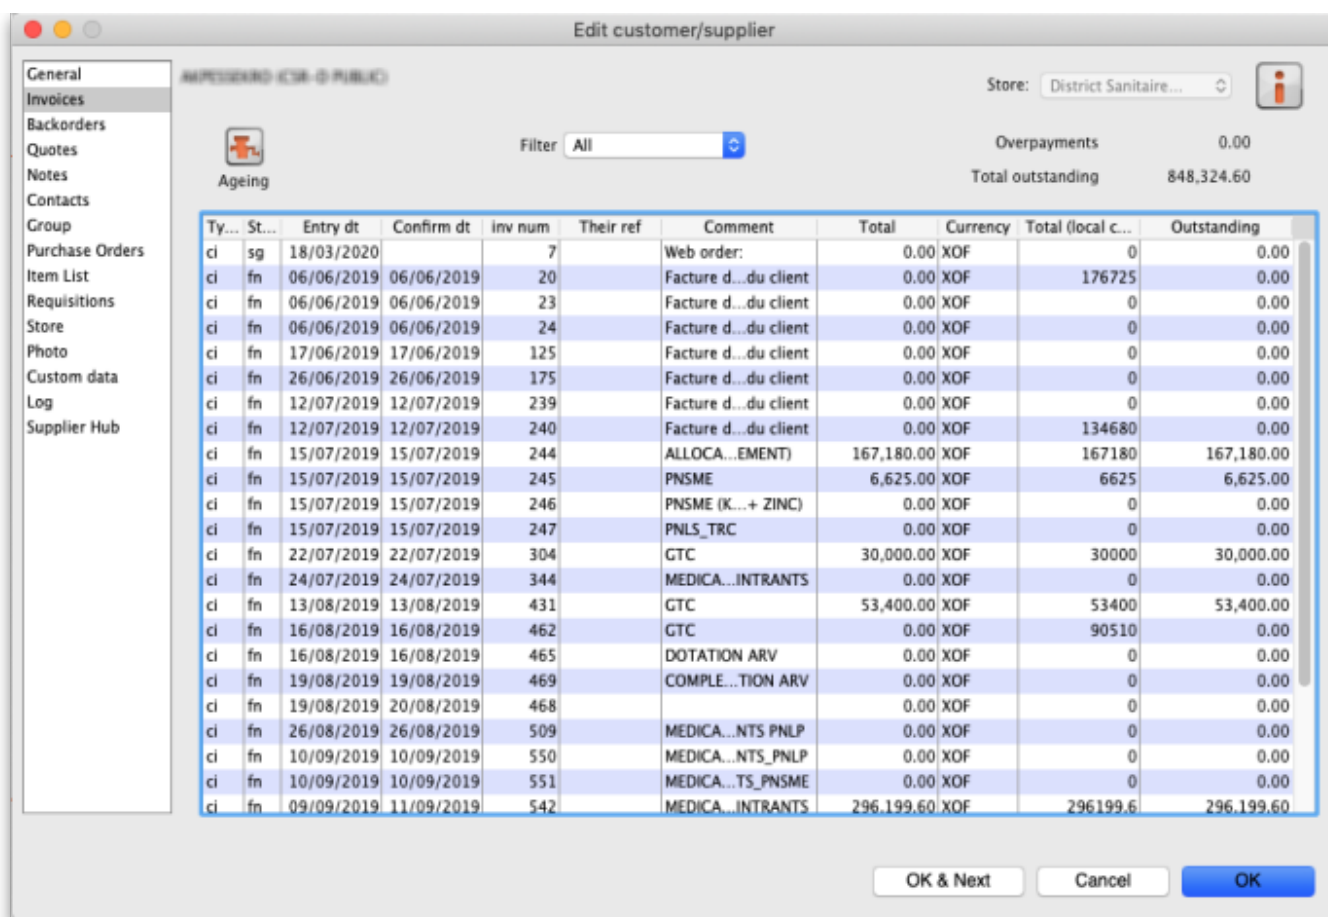 Edit customer/supplier
General
Invoices
Backorders
Quotes
Notes
Contacts
Group
Purchase Orders
Item List
Requisitions
Store
Photo
Custom data
Log
Supplier Hub
Store: District Sanitaire...
Ageing
Filter All
Overpayments 0.00
Total outstanding 848,324.60
Ty... St... Entry dt Confirm dt inv num Their ref Comment Total Currency Total (local c... Outstanding
ci sg 18/03/2020 7 Web order: 0.00 XOF 0 0.00
ci fn 06/06/2019 06/06/2019 20 Facture d...du client 0.00 XOF 176725 0.00
ci fn 06/06/2019 06/06/2019 23 Facture d...du client 0.00 XOF 0 0.00
ci fn 06/06/2019 06/06/2019 24 Facture d...du client 0.00 XOF 0 0.00
ci fn 17/06/2019 17/06/2019 125 Facture d...du client 0.00 XOF 0 0.00
ci fn 26/06/2019 26/06/2019 175 Facture d...du client 0.00 XOF 0 0.00
ci fn 12/07/2019 12/07/2019 239 Facture d...du client 0.00 XOF 0 0.00
ci fn 12/07/2019 12/07/2019 240 Facture d...du client 0.00 XOF 134680 0.00
ci fn 15/07/2019 15/07/2019 244 ALLOCA...EMENT) 167,180.00 XOF 167180 167,180.00
ci fn 15/07/2019 15/07/2019 245 PNSME 6,625.00 XOF 6625 6,625.00
ci fn 15/07/2019 15/07/2019 246 PNSME (K...+ ZINC) 0.00 XOF 0 0.00
ci fn 15/07/2019 15/07/2019 247 PNLS_TRC 0.00 XOF 0 0.00
ci fn 22/07/2019 22/07/2019 304 GTC 30,000.00 XOF 30000 30,000.00
ci fn 24/07/2019 24/07/2019 344 MEDICA...INTRANTS 0.00 XOF 0 0.00
ci fn 13/08/2019 13/08/2019 431 GTC 53,400.00 XOF 53400 53,400.00
ci fn 16/08/2019 16/08/2019 462 GTC 0.00 XOF 90510 0.00
ci fn 16/08/2019 16/08/2019 465 DOTATION ARV 0.00 XOF 0 0.00
ci fn 19/08/2019 19/08/2019 469 COMPLE...TION ARV 0.00 XOF 0 0.00
ci fn 19/08/2019 20/08/2019 468 0.00 XOF 0 0.00
ci fn 26/08/2019 26/08/2019 509 MEDICA...NTS PNLP 0.00 XOF 0 0.00
ci fn 10/09/2019 10/09/2019 550 MEDICA...NTS_PNLP 0.00 XOF 0 0.00
ci fn 10/09/2019 10/09/2019 551 MEDICA...TS_PNSME 0.00 XOF 0 0.00
ci fn 09/09/2019 11/09/2019 542 MEDICA...INTRANTS 296,199.60 XOF 296199.6 296,199.60
OK & Next
Cancel
OK